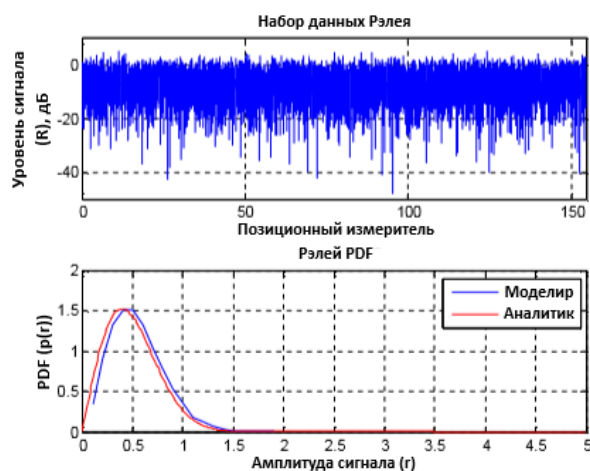 Набор данных Рэлея
Уровень сигнала
(R), дБ
0
-20
-40
0
50
100
150
Позиционный измеритель
Рэлей PDF
PDF (p(r))
2
1.5
1
0.5
0
Моделир
Аналитик
0
0.5
1
1.5
2
2.5
3
3.5
4
4.5
5
Амплитуда сигнала (r)